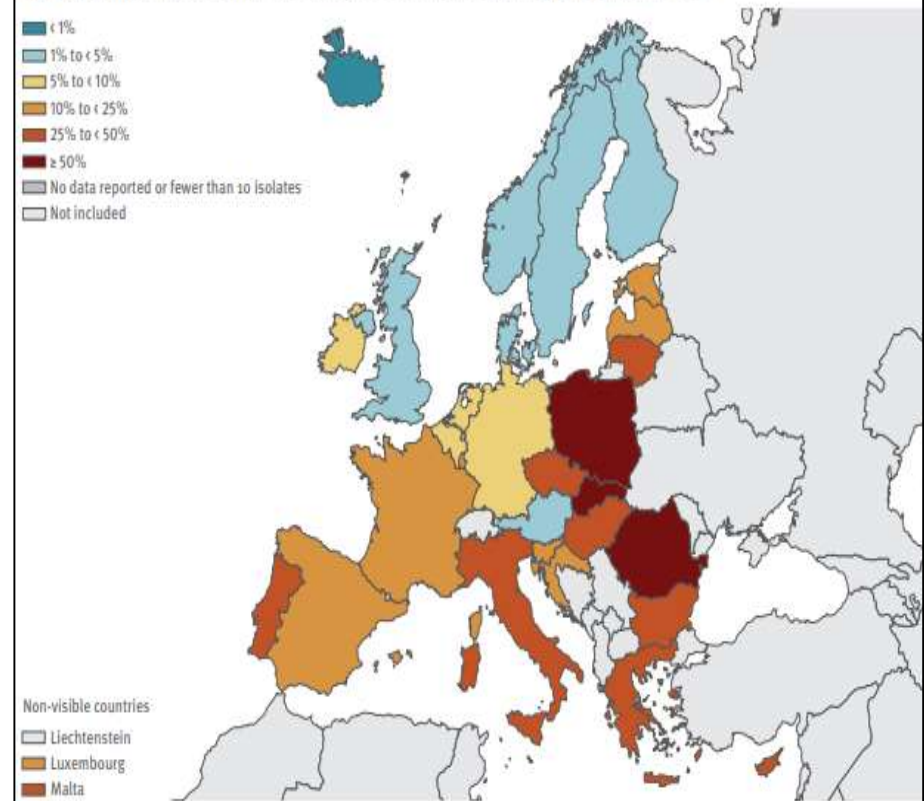 < 1%
1% to < 5%
5% to < 10%
10% to < 25%
25% to < 50%
≥ 50%
No data reported or fewer than 10 isolates
Not included
Non-visible countries
Liechtenstein
Luxembourg
Malta